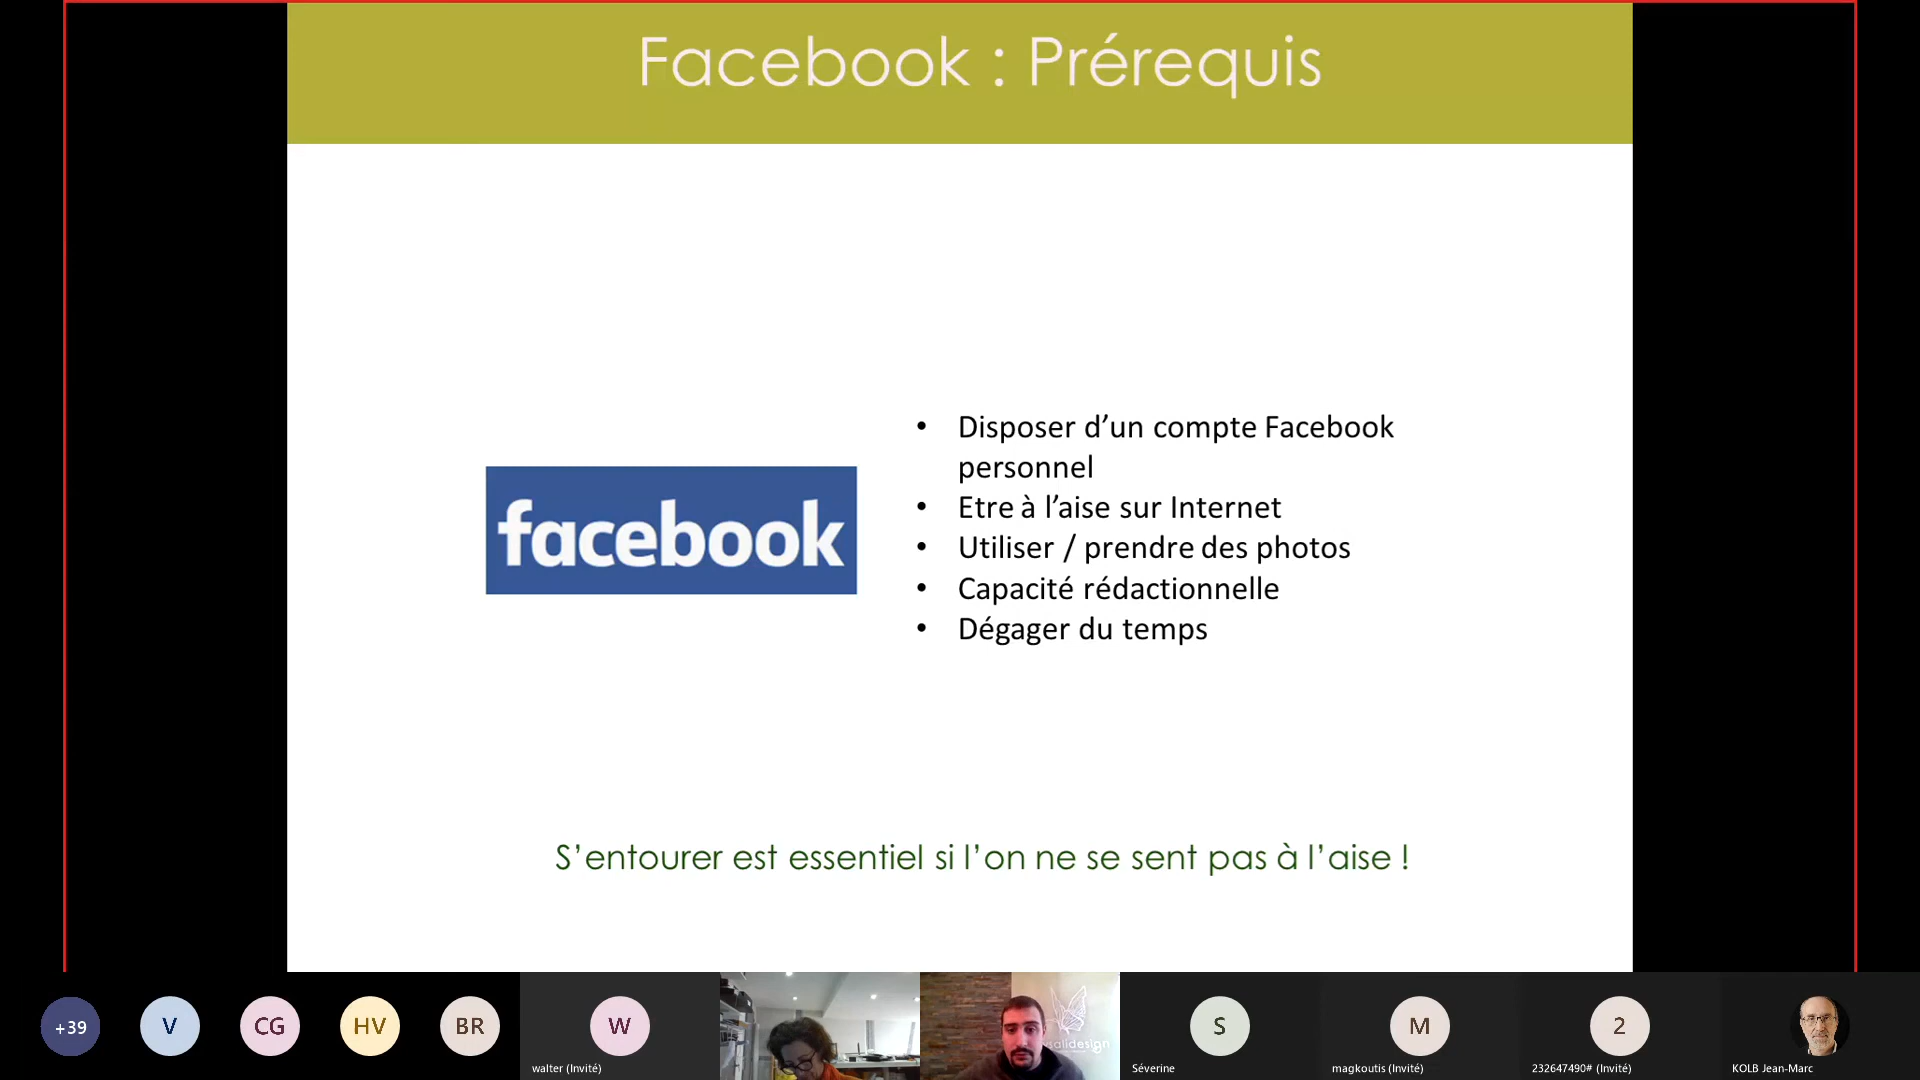 Facebook : Prérequis
• Disposer d’un compte Facebook
personnel
• Etre à l’aise sur Internet
facebook
• Utiliser / prendre des photos
• Capacité rédactionnelle
• Dégager du temps
S’entourer est essentiel si l’on ne se sent pas à l’aise !
+39
V
CG
HV
BR
W
salidesign
S
M
2
walter (Invité)
Séverine
magkoutis (Invité)
232647490# (Invité)
KOLB Jean-Marc